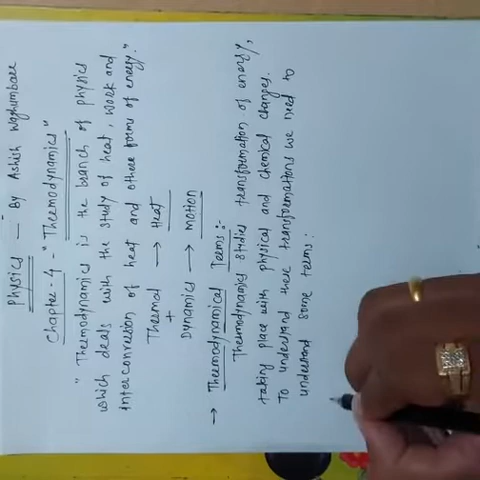 Physics — By Ashish Waghumbare
Chapter - 4 - "Thermodynamics"
" Thermodynamics is the branch of physics
which deals with the study of heat, work and
interconversion of heat and other forms of energy."
Thermal → Heat
+
Dynamics → motion
→ Thermodynamical Terms :-
Thermodynamics studies transformation of energy,
taking place with physical and chemical changes.
To understand these transformations we need to
understand some terms :